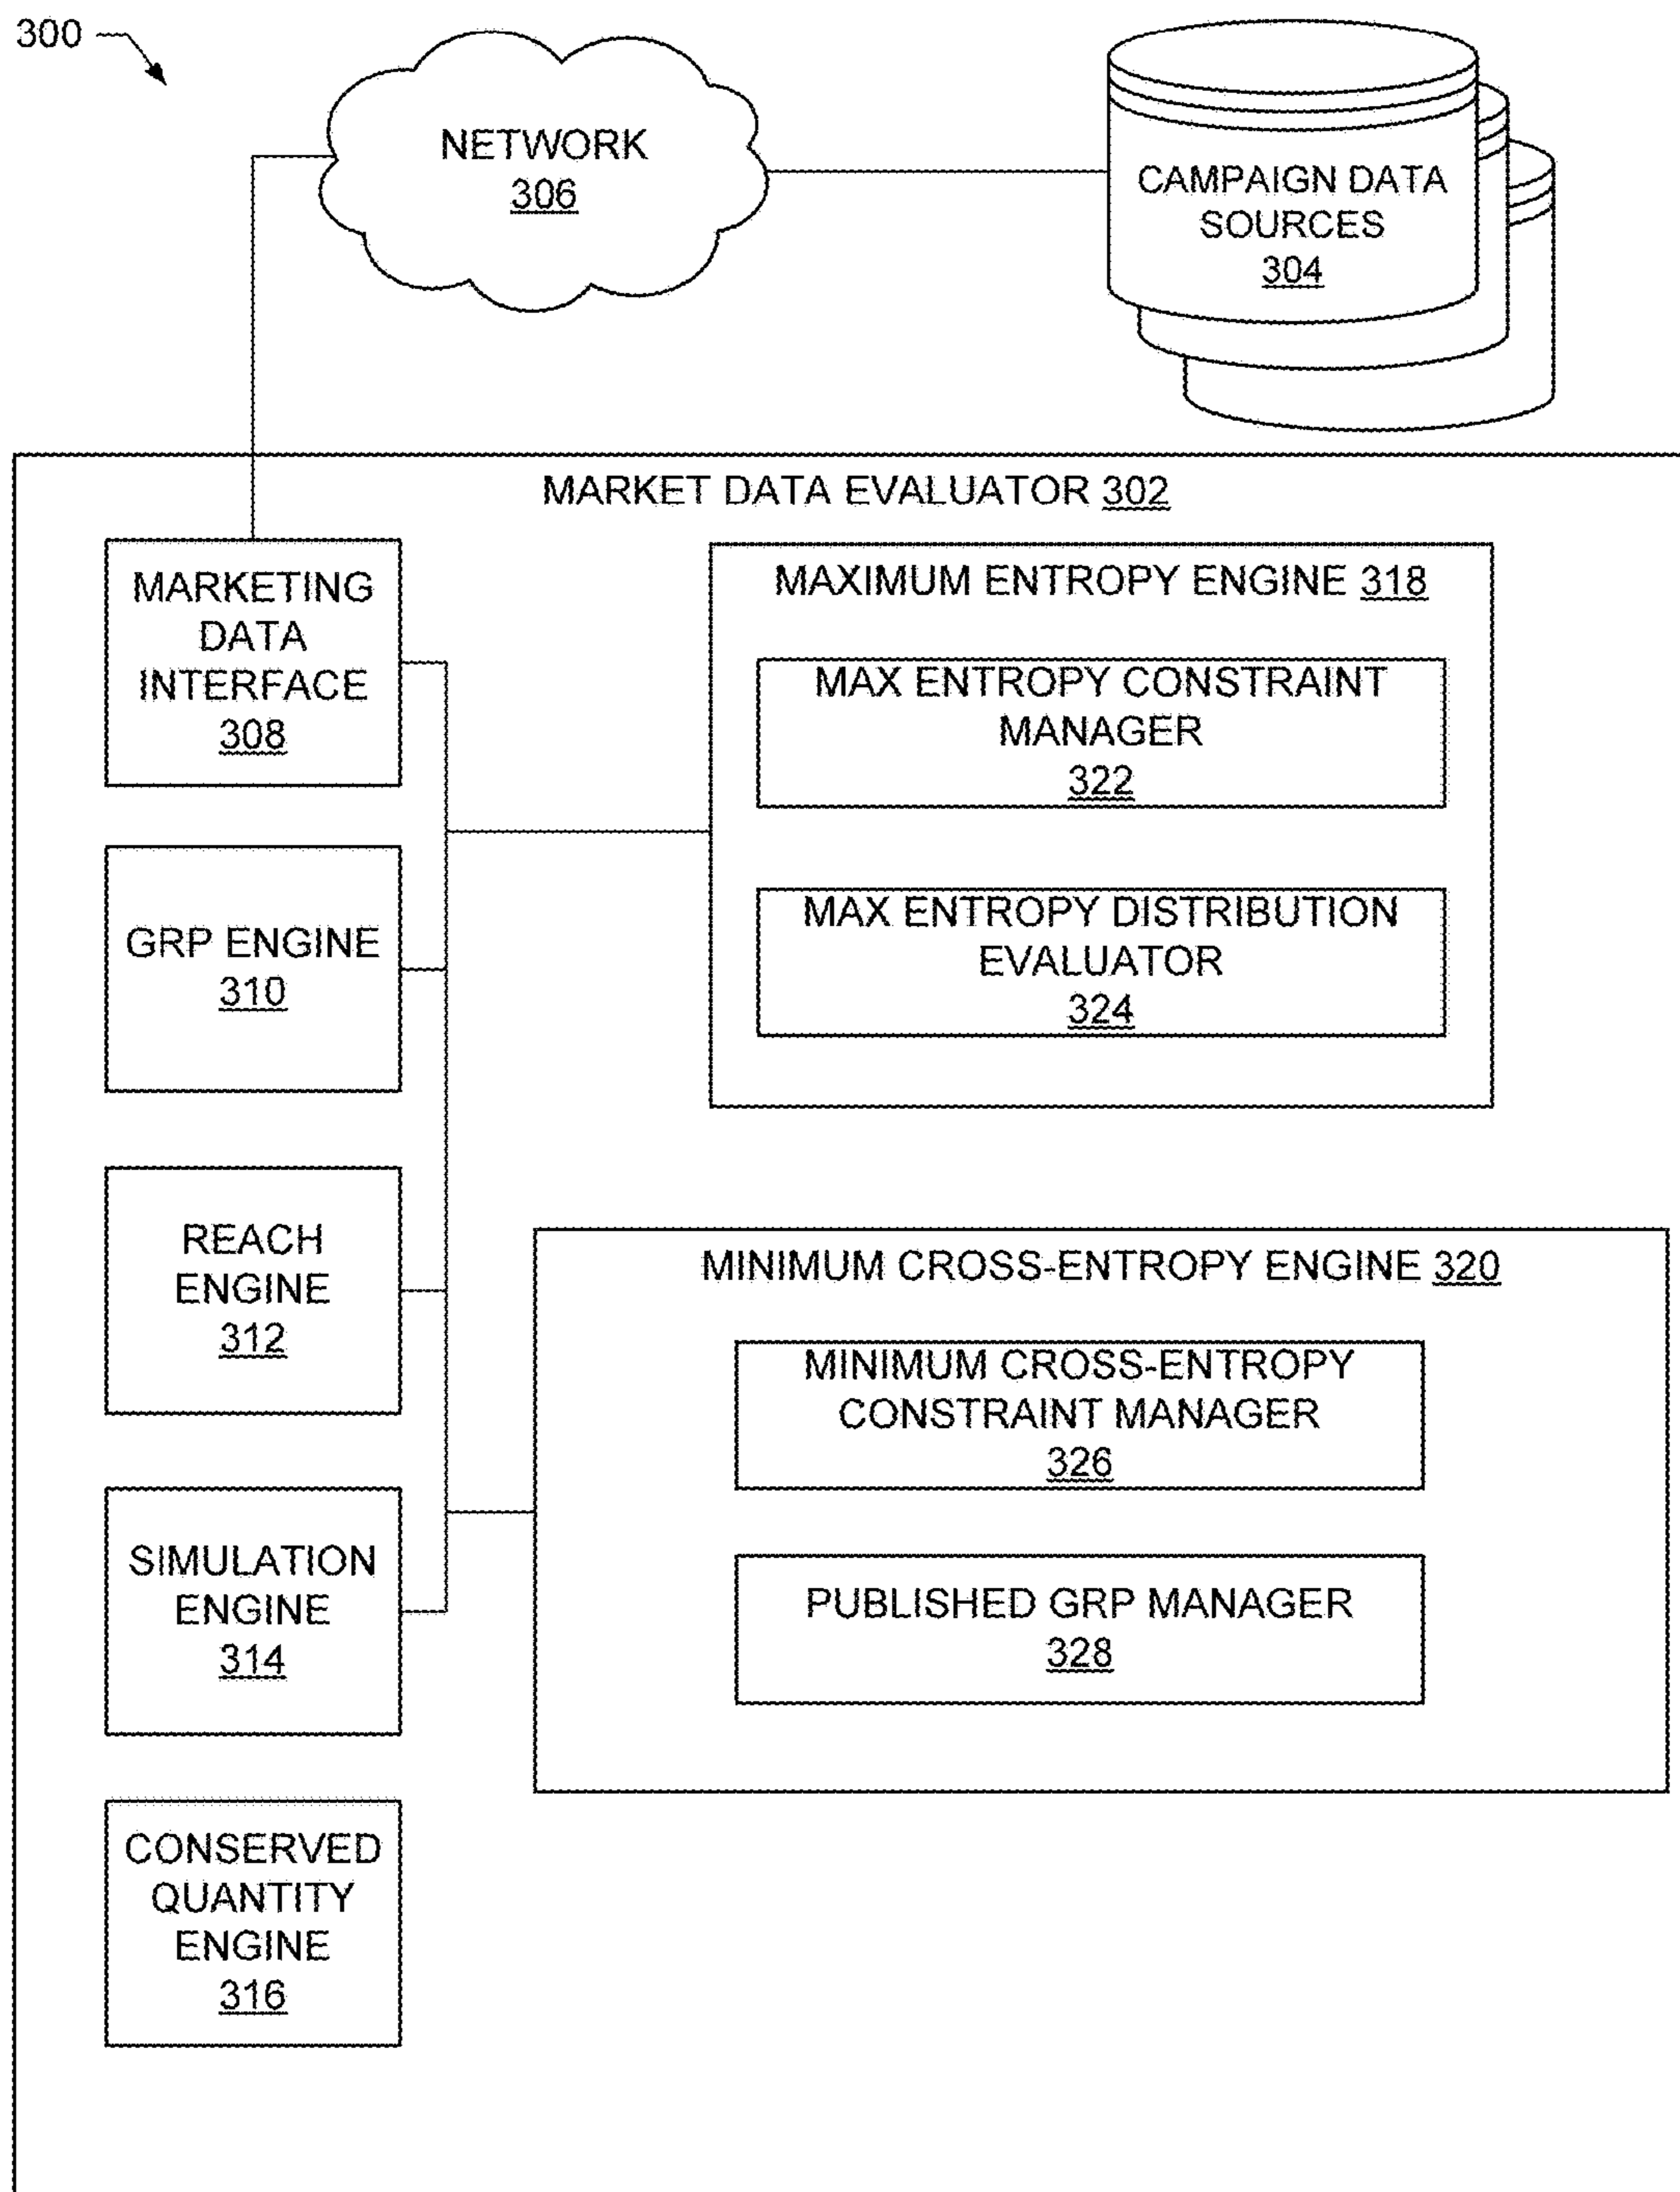 300
NETWORK
306
CAMPAIGN DATA
SOURCES
304
MARKET DATA EVALUATOR 302
MARKETING
DATA
INTERFACE
308
MAXIMUM ENTROPY ENGINE 318
MAX ENTROPY CONSTRAINT
MANAGER
322
MAX ENTROPY DISTRIBUTION
EVALUATOR
324
GRP ENGINE
310
REACH
ENGINE
312
MINIMUM CROSS-ENTROPY ENGINE 320
MINIMUM CROSS-ENTROPY
CONSTRAINT MANAGER
326
PUBLISHED GRP MANAGER
328
SIMULATION
ENGINE
314
CONSERVED
QUANTITY
ENGINE
316